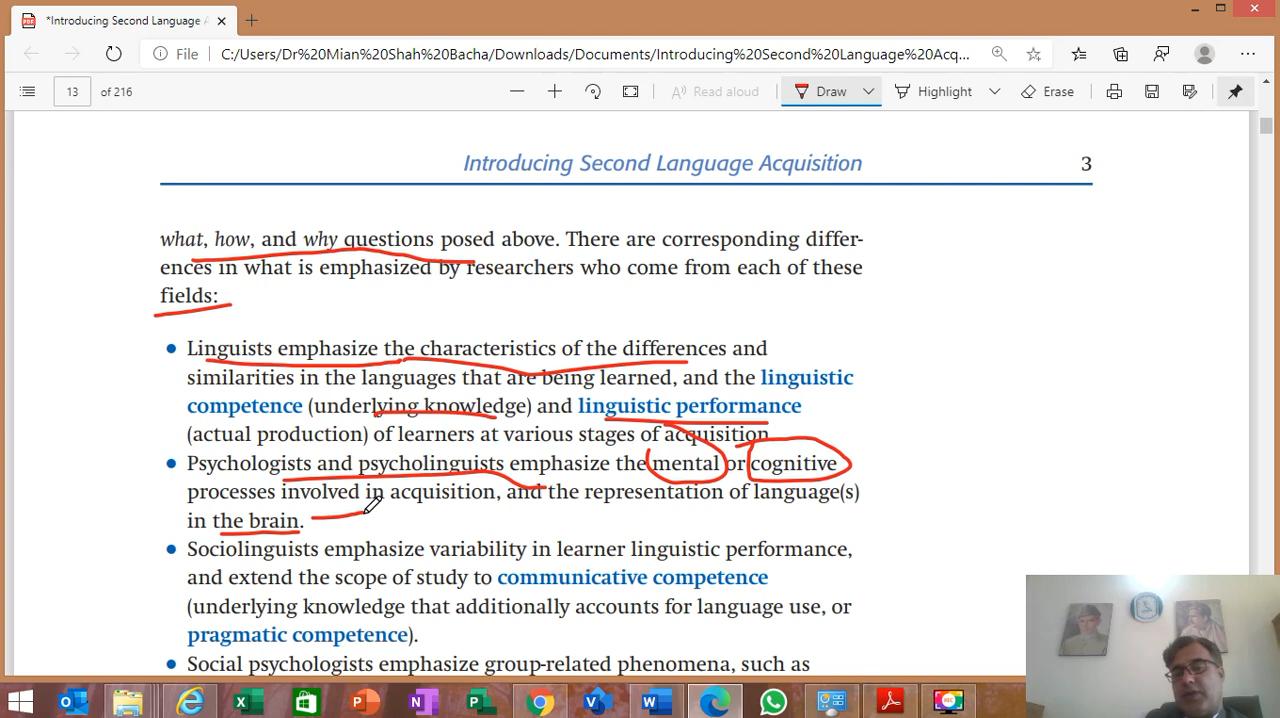 *Introducing Second Language A
File
C:/Users/Dr%20Mian%20Shah%20Bacha/Downloads/Documents/Introducing%20Second%20Language%20Acq...
13 of 216
Read aloud
Draw
Highlight
Erase
Introducing Second Language Acquisition
3
what, how, and why questions posed above. There are corresponding differ-
ences in what is emphasized by researchers who come from each of these
fields:
• Linguists emphasize the characteristics of the differences and
similarities in the languages that are being learned, and the linguistic
competence (underlying knowledge) and linguistic performance
(actual production) of learners at various stages of acquisition.
• Psychologists and psycholinguists emphasize the mental or cognitive
processes involved in acquisition, and the representation of language(s)
in the brain.
• Sociolinguists emphasize variability in learner linguistic performance,
and extend the scope of study to communicative competence
(underlying knowledge that additionally accounts for language use, or
pragmatic competence).
• Social psychologists emphasize group-related phenomena, such as